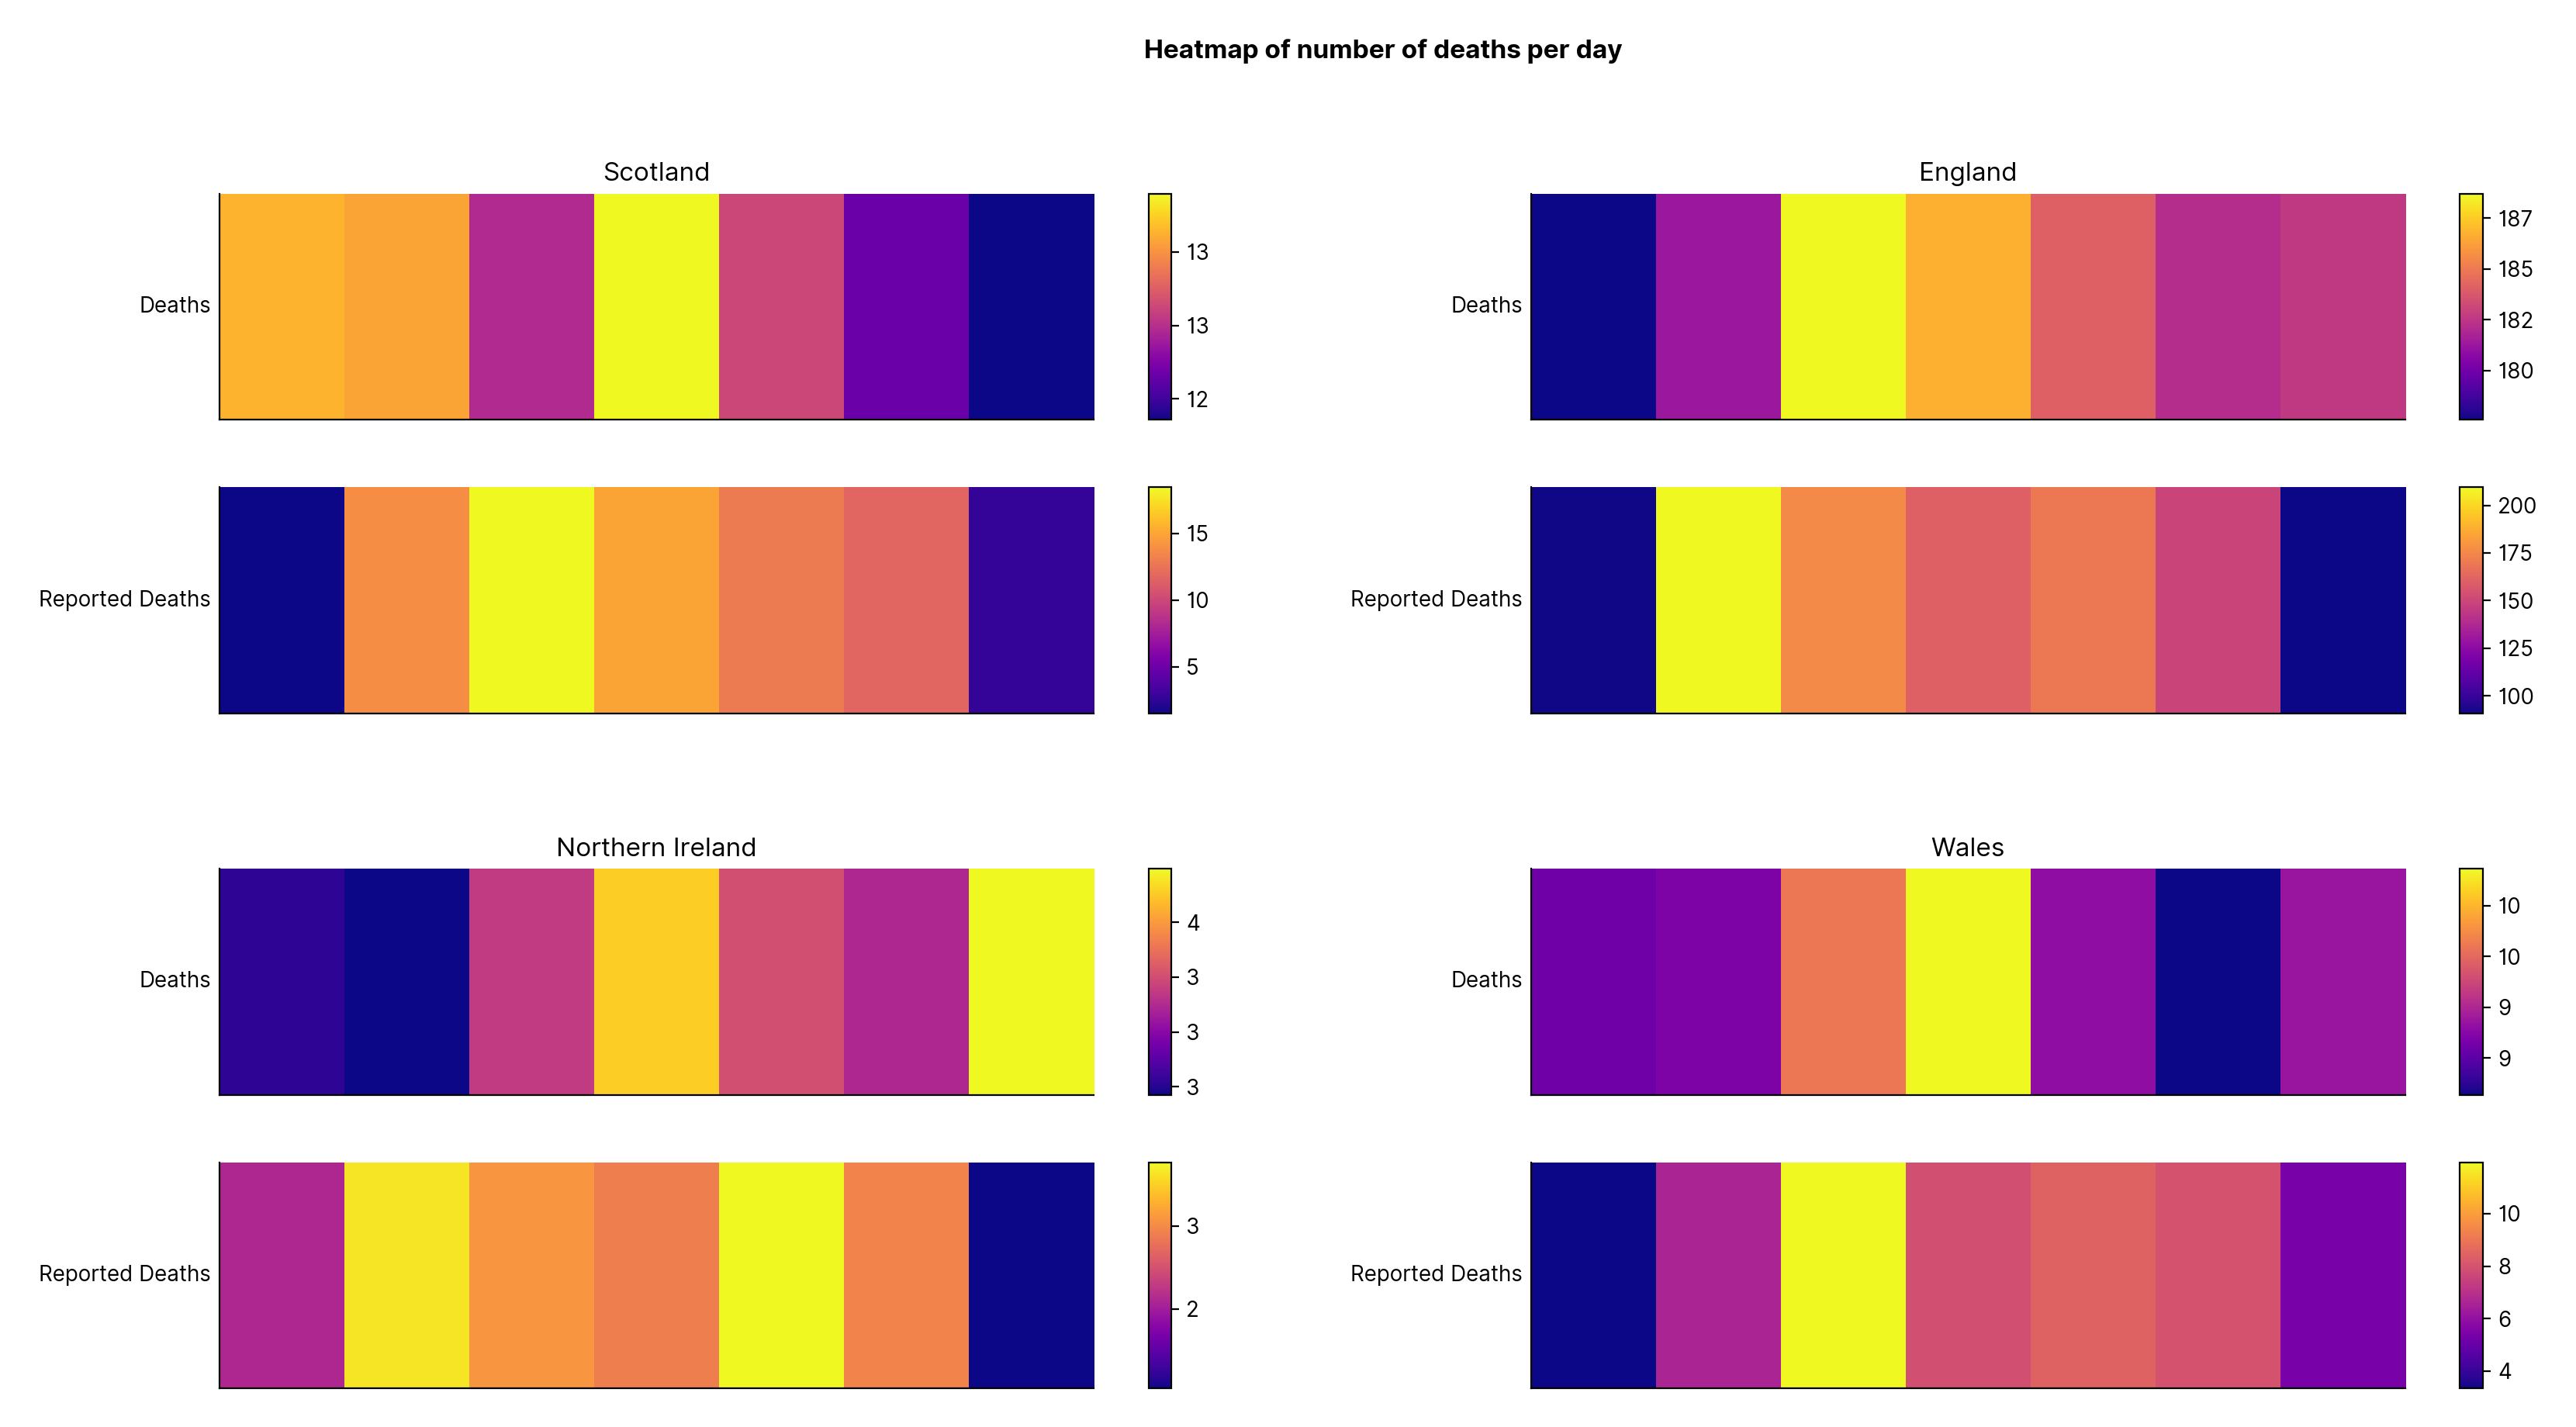 Heatmap of number of deaths per day
Scotland
Deaths
13
13
12
Reported Deaths
15
10
5
England
Deaths
187
185
182
180
Reported Deaths
200
175
150
125
100
Northern Ireland
Deaths
4
3
3
3
Reported Deaths
3
2
Wales
Deaths
10
10
9
9
Reported Deaths
10
8
6
4